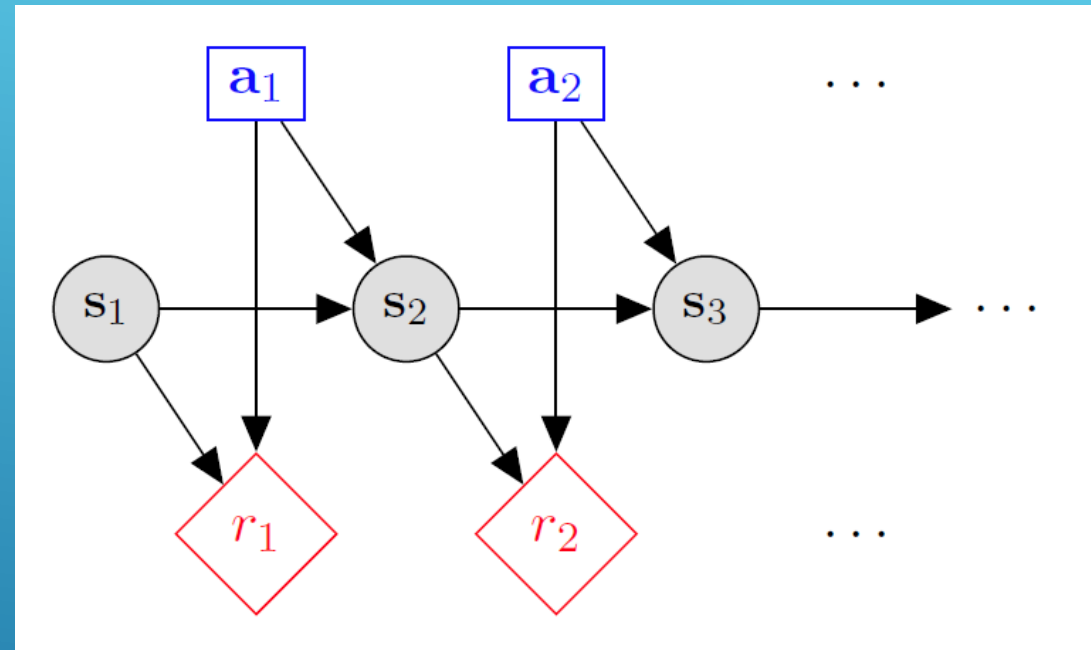 a₁ a₂ ...
s₁ s₂ s₃ ...
r₁ r₂ ...